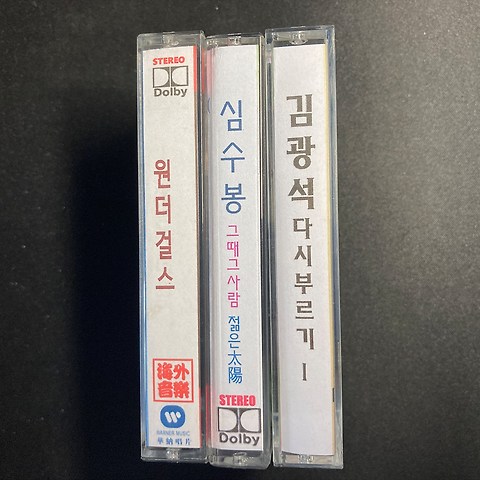 STEREO
Dolby
원더걸스
海外
音樂
WARNER MUSIC
華納唱片
심수봉
그때그사람
젊은太陽
STEREO
Dolby
김광석
다시부르기 I